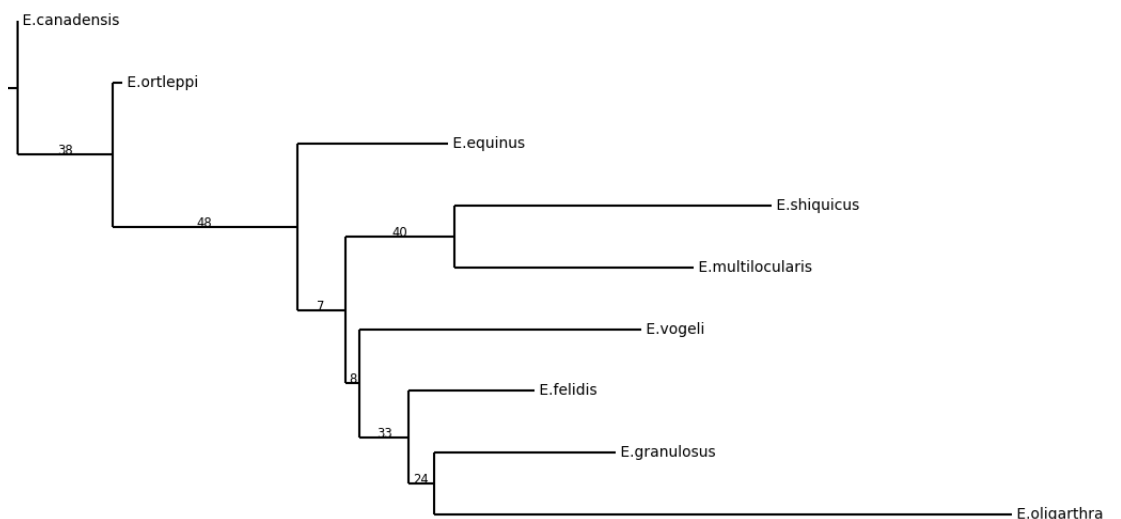 E.canadensis
E.ortleppi
38
E.equinus
E.shiquicus
48
40
E.multilocularis
7
E.vogeli
8
E.felidis
33
E.granulosus
24
E.oligarthra